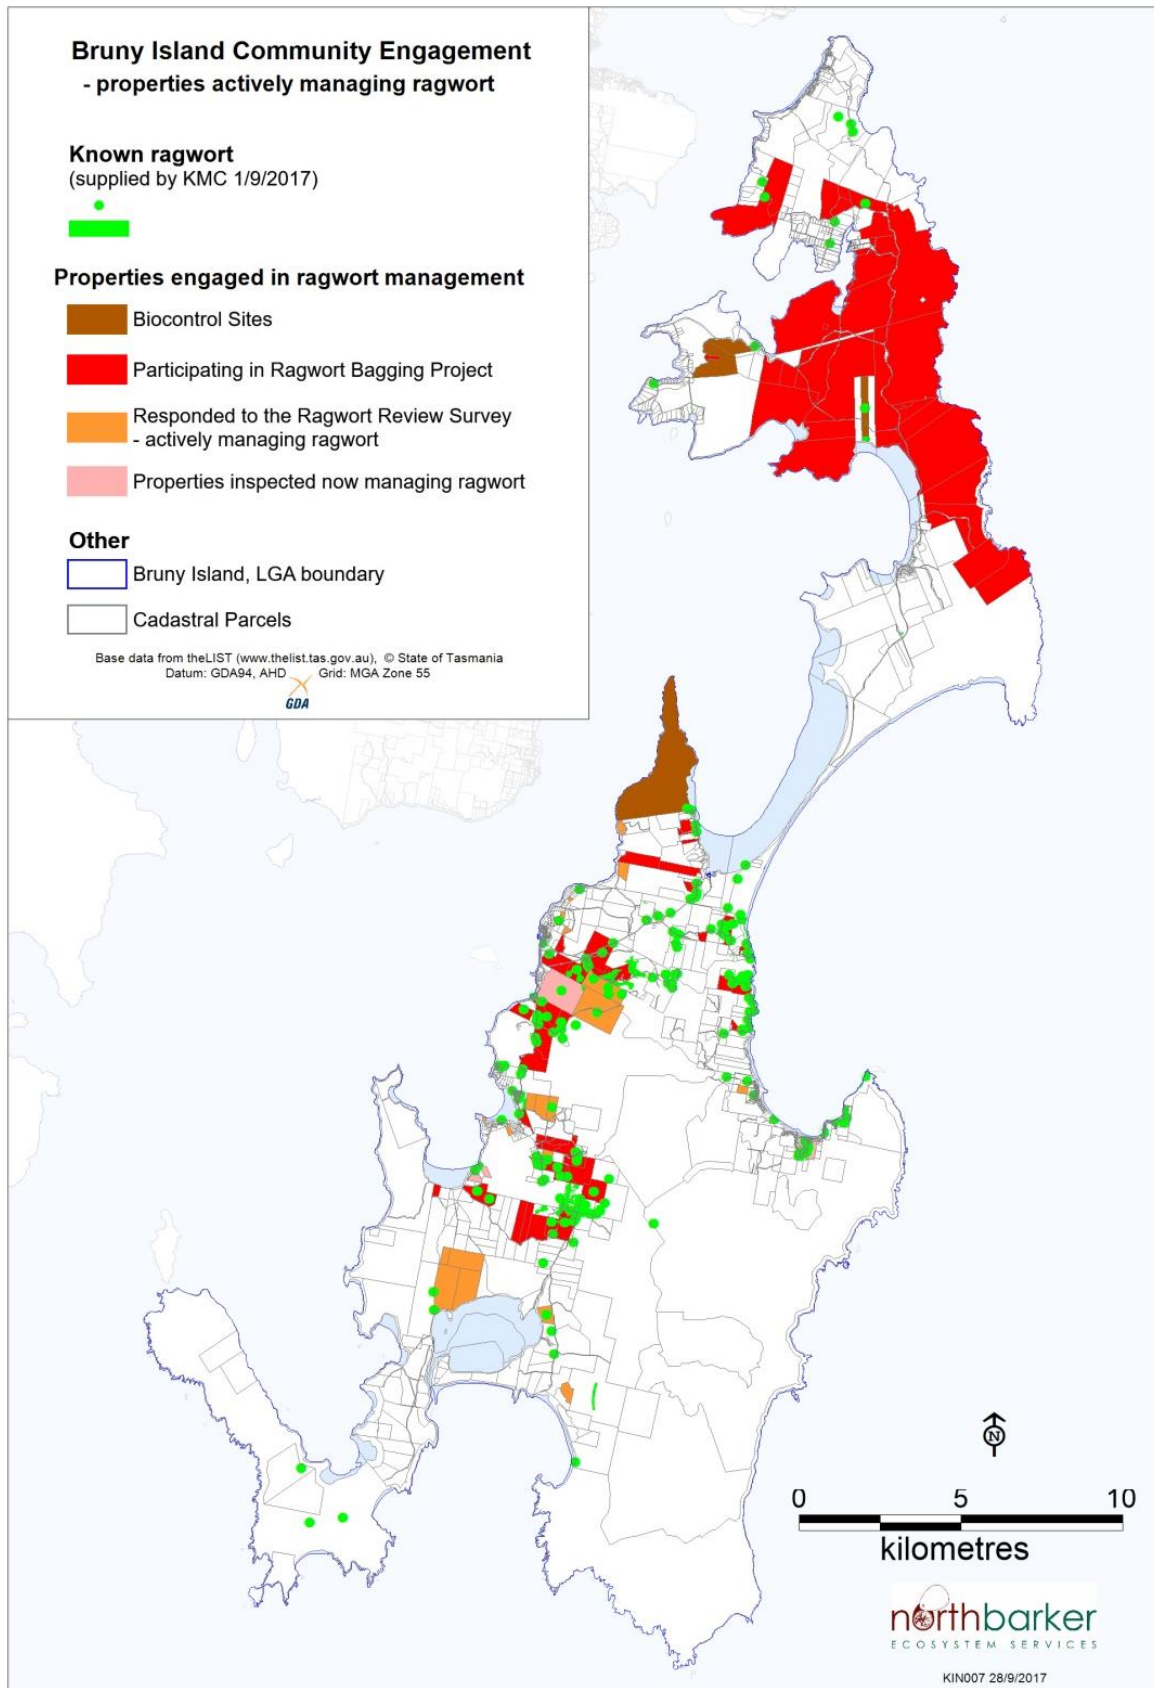 Bruny Island Community Engagement
- properties actively managing ragwort
Known ragwort
(supplied by KMC 1/9/2017)
Properties engaged in ragwort management
Biocontrol Sites
Participating in Ragwort Bagging Project
Responded to the Ragwort Review Survey
- actively managing ragwort
Properties inspected now managing ragwort
Other
Bruny Island, LGA boundary
Cadastral Parcels
Base data from theLIST (www.thelist.tas.gov.au), © State of Tasmania
Datum: GDA94, AHD Grid: MGA Zone 55
GDA
N
0 5 10
kilometres
northbarker
ECOSYSTEM SERVICES
KIN007 28/9/2017